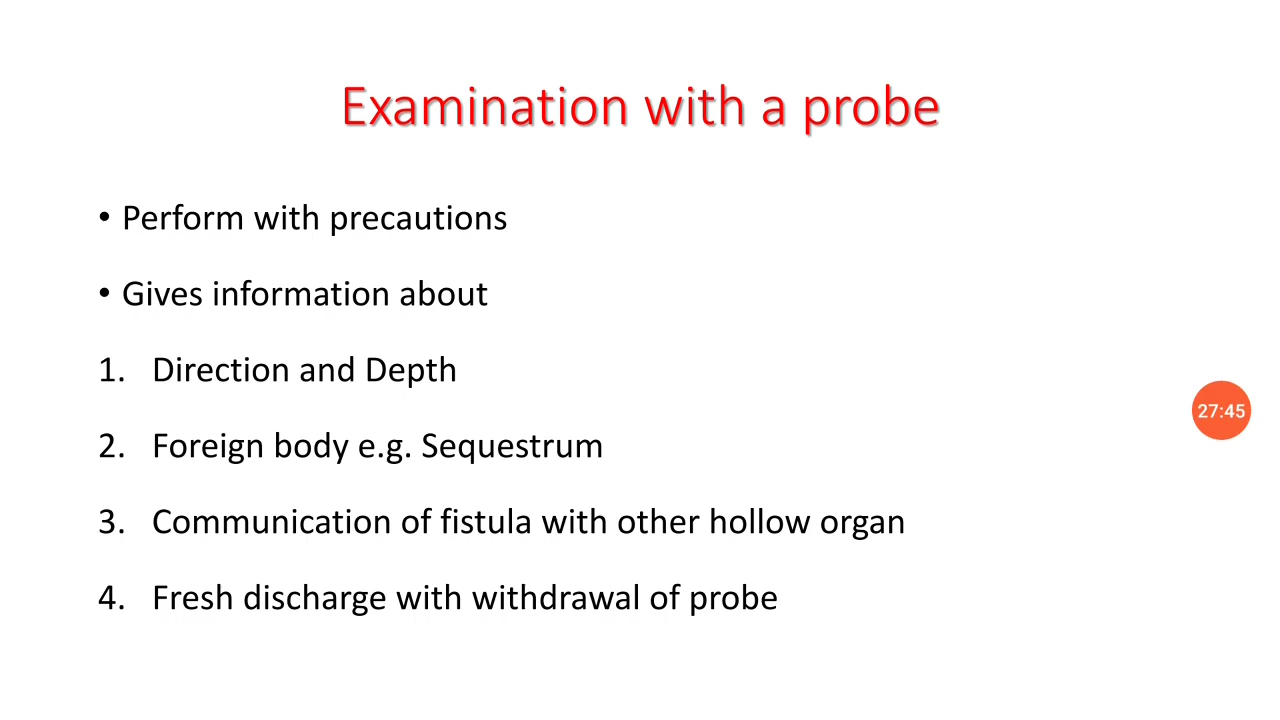 Examination with a probe
• Perform with precautions
• Gives information about
1. Direction and Depth
2. Foreign body e.g. Sequestrum
27:45
3. Communication of fistula with other hollow organ
4. Fresh discharge with withdrawal of probe